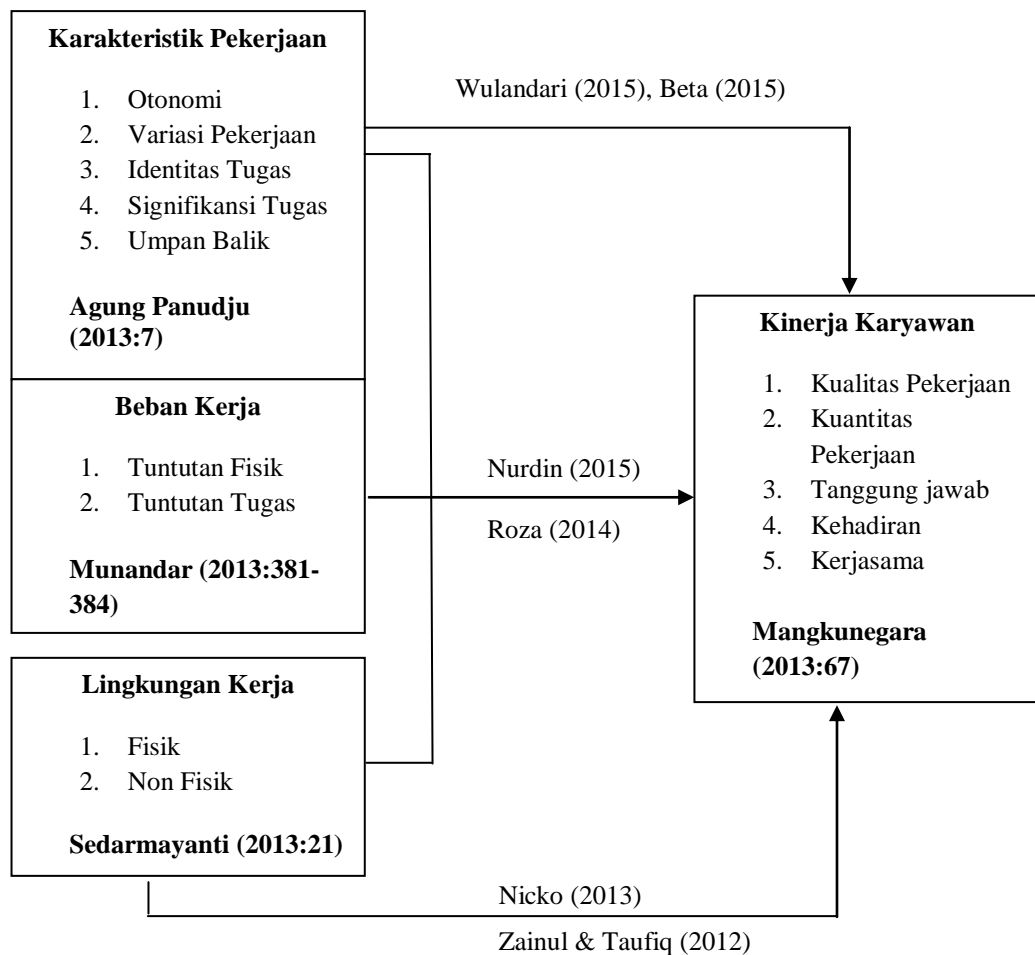 Karakteristik Pekerjaan
1. Otonomi
2. Variasi Pekerjaan
3. Identitas Tugas
4. Signifikansi Tugas
5. Umpan Balik
Agung Panudju
(2013:7)
Wulandari (2015), Beta (2015)
Beban Kerja
1. Tuntutan Fisik
2. Tuntutan Tugas
Munandar (2013:381-
384)
Nurdin (2015)
Roza (2014)
Lingkungan Kerja
1. Fisik
2. Non Fisik
Sedarmayanti (2013:21)
Nicko (2013)
Zainul & Taufiq (2012)
Kinerja Karyawan
1. Kualitas Pekerjaan
2. Kuantitas
Pekerjaan
3. Tanggung jawab
4. Kehadiran
5. Kerjasama
Mangkunegara
(2013:67)